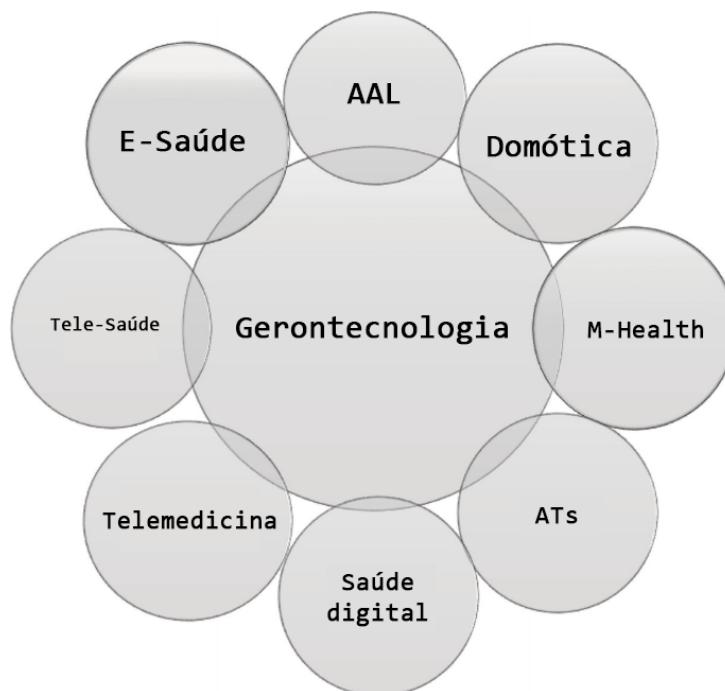 AAL
E-Saúde
Domótica
Tele-Saúde
Gerontecnologia
M-Health
Telemedicina
ATs
Saúde
digital